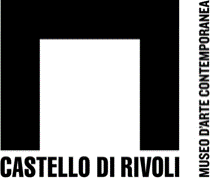 CASTELLO DI RIVOLI
MUSEO D'ARTE CONTEMPORANEA